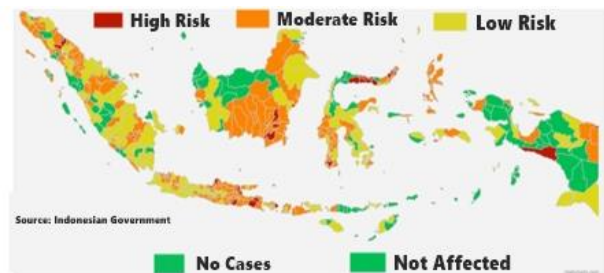 High Risk
Moderate Risk
Low Risk
Source: Indonesian Government
No Cases
Not Affected